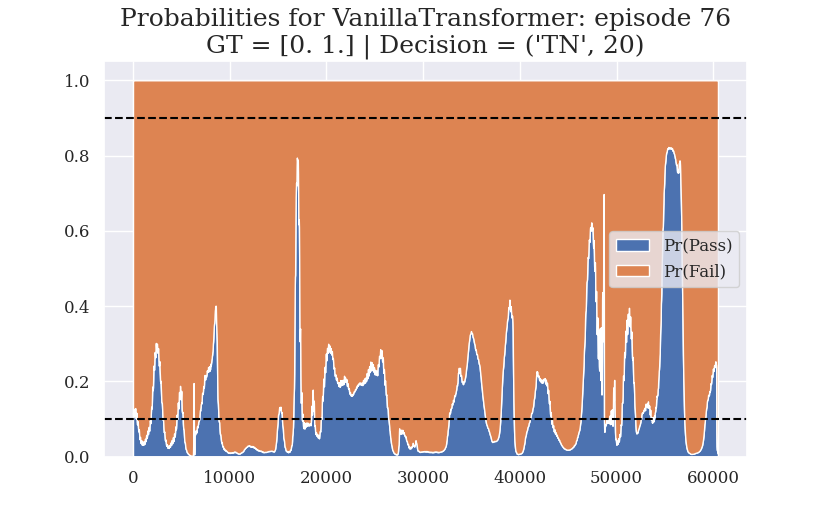 Probabilities for VanillaTransformer: episode 76
GT = [0. 1.] | Decision = ('TN', 20)
1.0
0.8
0.6
0.4
0.2
0.0
Pr(Pass)
Pr(Fail)
0 10000 20000 30000 40000 50000 60000